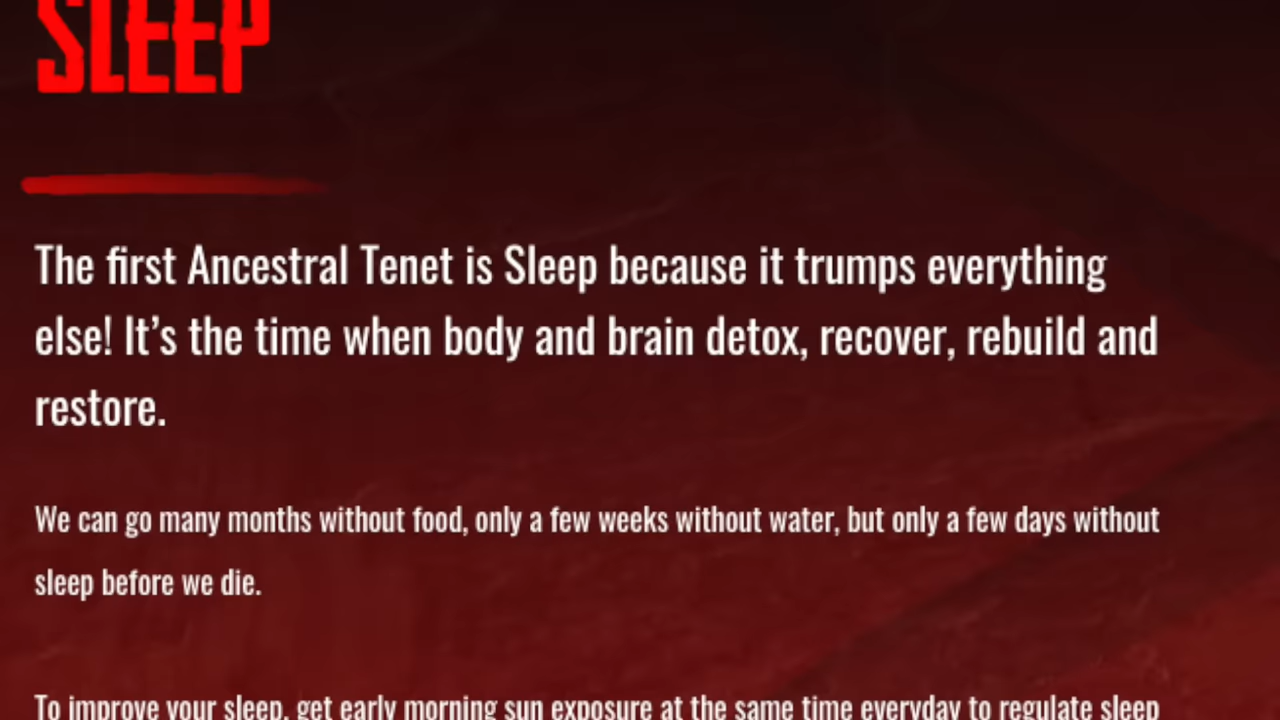 SLEEP
The first Ancestral Tenet is Sleep because it trumps everything
else! It’s the time when body and brain detox, recover, rebuild and
restore.
We can go many months without food, only a few weeks without water, but only a few days without
sleep before we die.
To improve your sleep, get early morning sun exposure at the same time everyday to regulate sleep